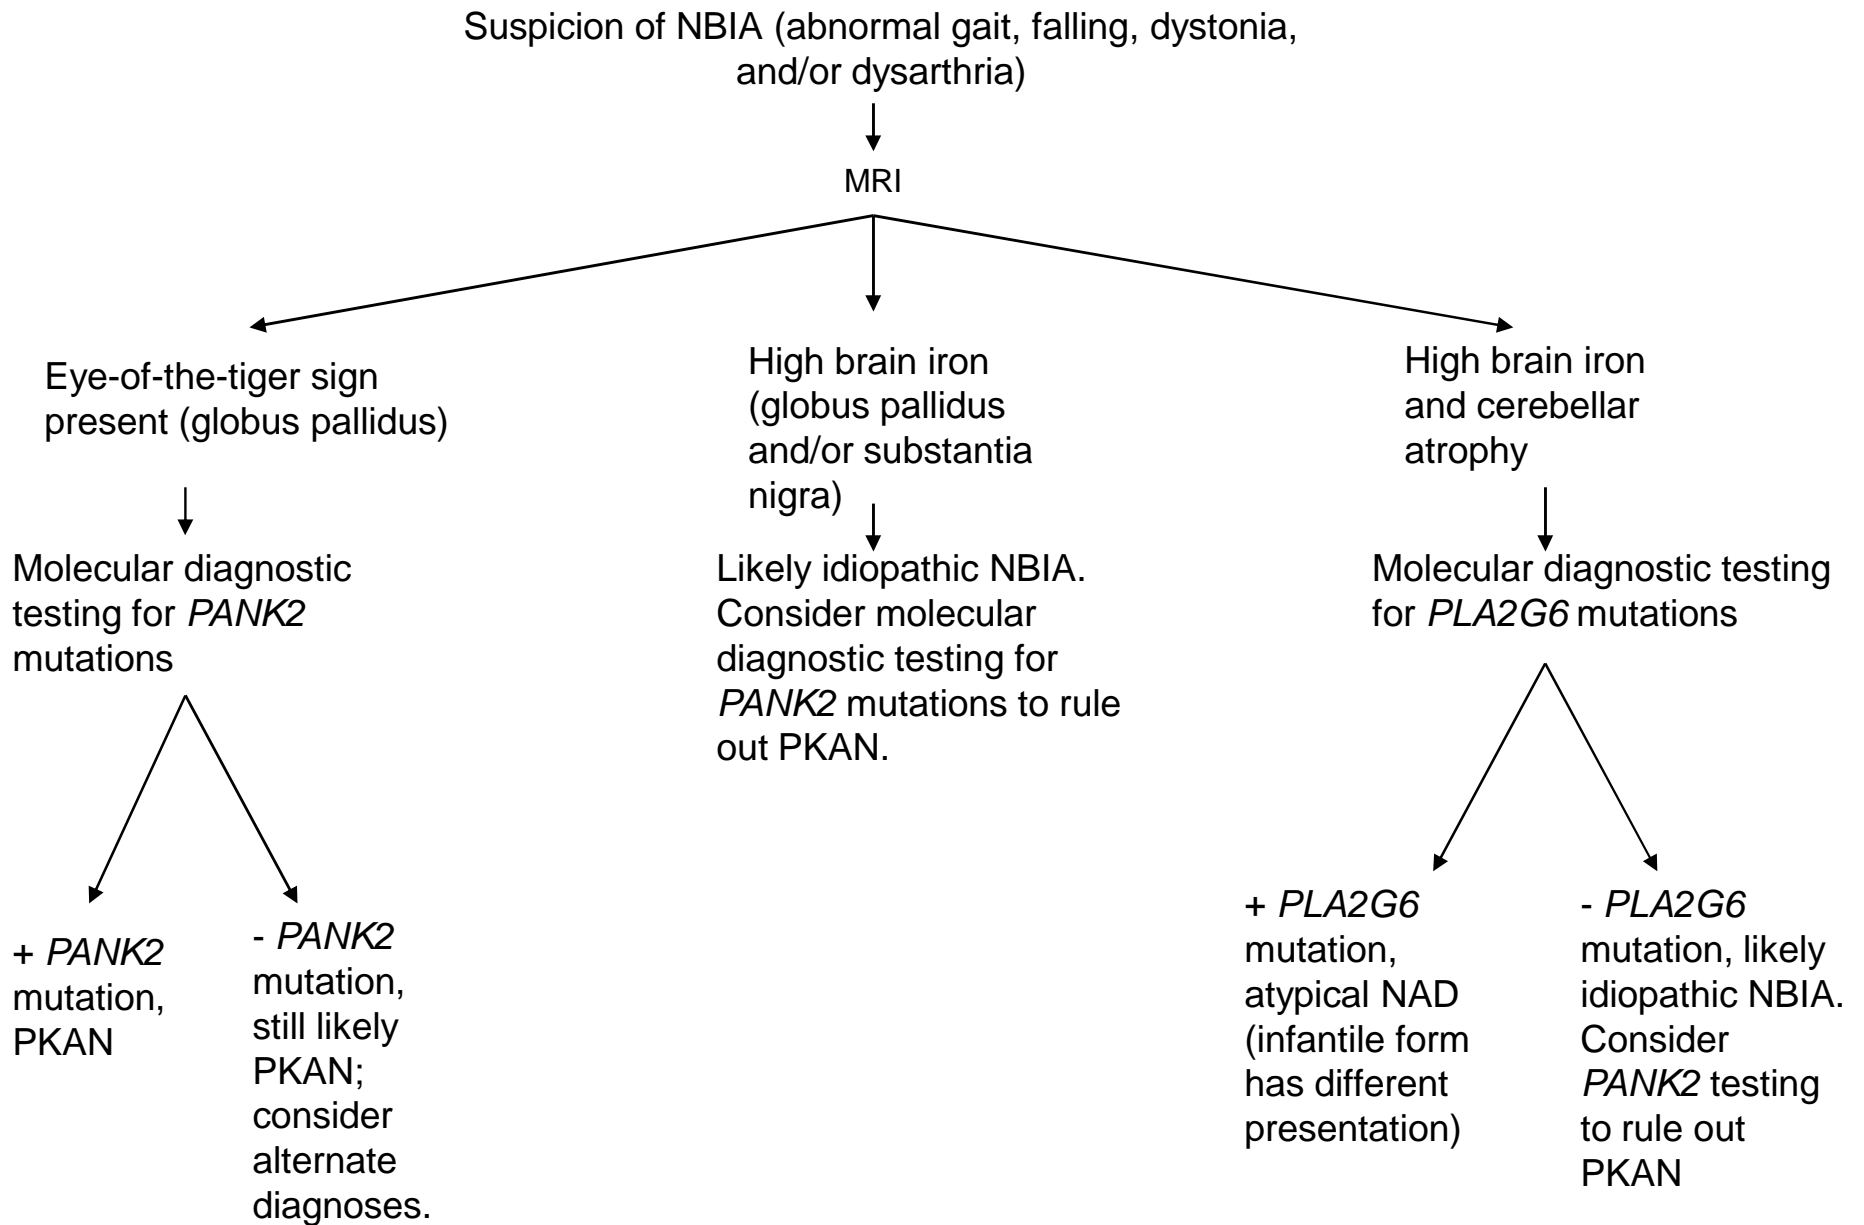 Suspicion of NBIA (abnormal gait, falling, dystonia,
and/or dysarthria)
MRI
Eye-of-the-tiger sign
present (globus pallidus)
High brain iron
(globus pallidus
and/or substantia
nigra)
High brain iron
and cerebellar
atrophy
Molecular diagnostic
testing for PANK2
mutations
Likely idiopathic NBIA.
Consider molecular
diagnostic testing for
PANK2 mutations to rule
out PKAN.
Molecular diagnostic testing
for PLA2G6 mutations
+ PANK2
mutation,
PKAN
- PANK2
mutation,
still likely
PKAN;
consider
alternate
diagnoses.
+ PLA2G6
mutation,
atypical NAD
(infantile form
has different
presentation)
- PLA2G6
mutation, likely
idiopathic NBIA.
Consider
PANK2 testing
to rule out
PKAN